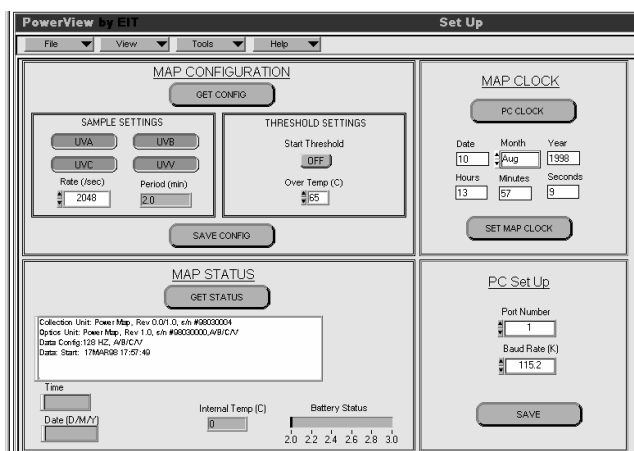 PowerView by EIT Set Up
File View Tools Help
MAP CONFIGURATION
GET CONFIG
SAMPLE SETTINGS
UVA UVB
UVC UVV
Rate (/sec) Period (min)
2048 2.0
THRESHOLD SETTINGS
Start Threshold
OFF
Over Temp (C)
65
SAVE CONFIG
MAP CLOCK
PC CLOCK
Date Month Year
10 Aug 1998
Hours Minutes Seconds
13 57 9
SET MAP CLOCK
MAP STATUS
GET STATUS
Collection Unit: Power Map, Rev 0.0/1.0, s/n #98030004
Optics Unit: Power Map, Rev 1.0, s/n #98030000, A/B/C/V
Data Config:128 HZ, A/B/C/V
Data: Start: 17MAR98 17:57:49
Time
Date (D/M/Y)
Internal Temp (C)
0
Battery Status
2.0 2.2 2.4 2.6 2.8 3.0
PC Set Up
Port Number
1
Baud Rate (K)
115.2
SAVE